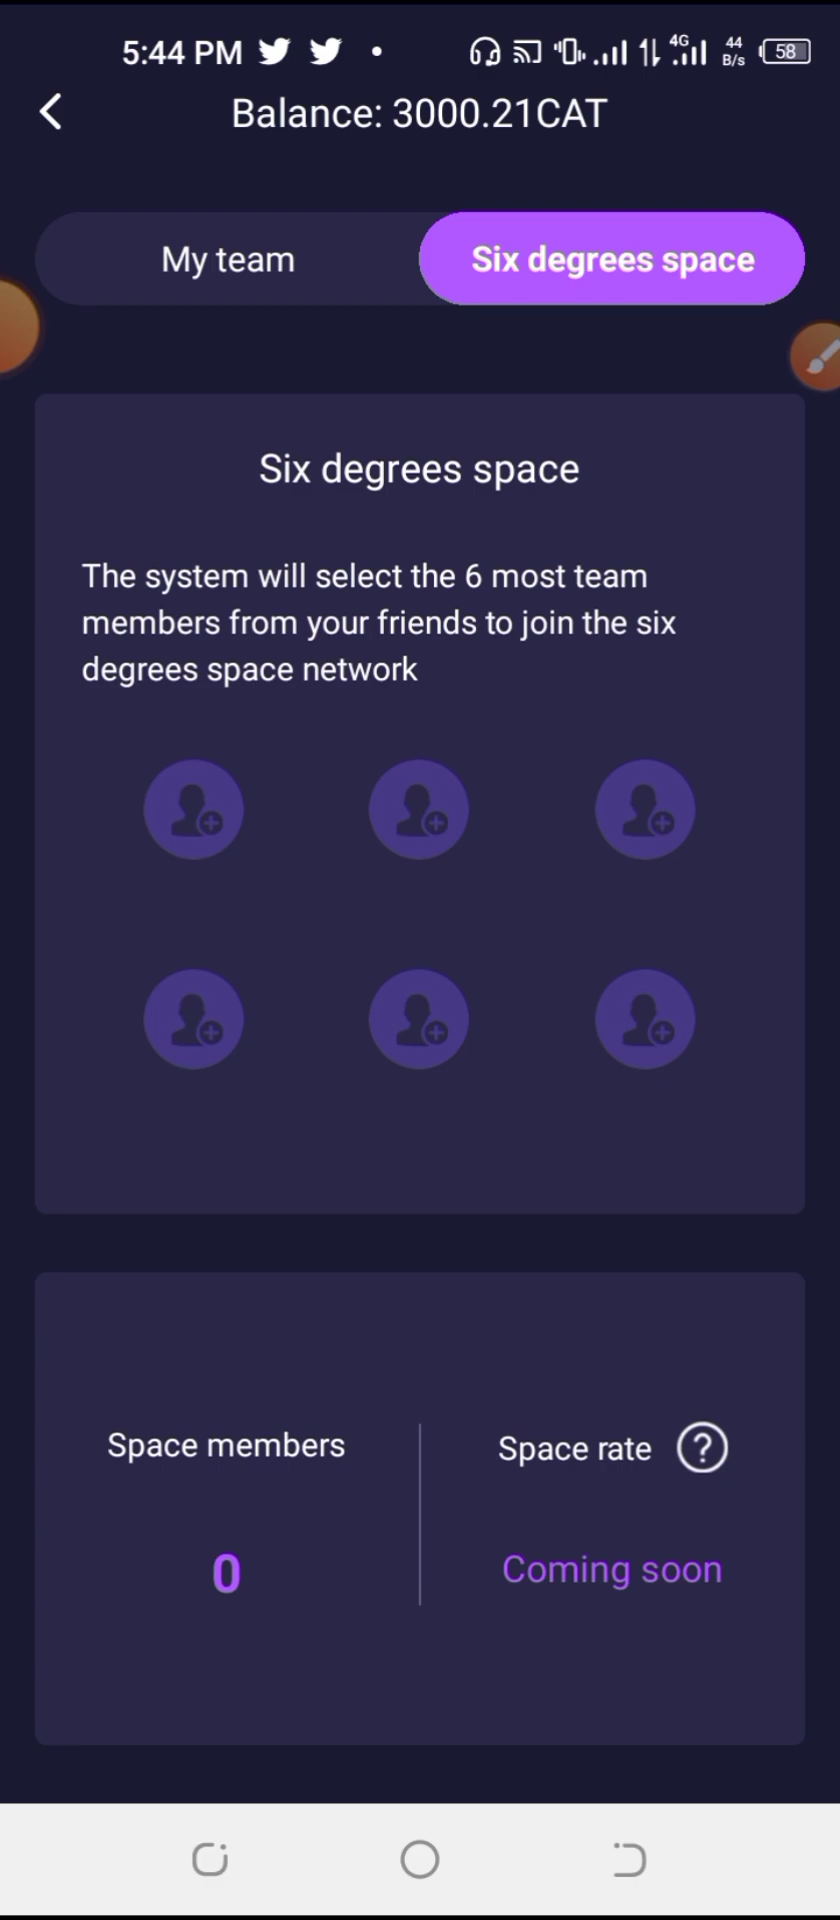 5:44 PM
4G
44
B/s
58
Balance: 3000.21CAT
My team
Six degrees space
Six degrees space
The system will select the 6 most team
members from your friends to join the six
degrees space network
Space members
Space rate ?
0
Coming soon